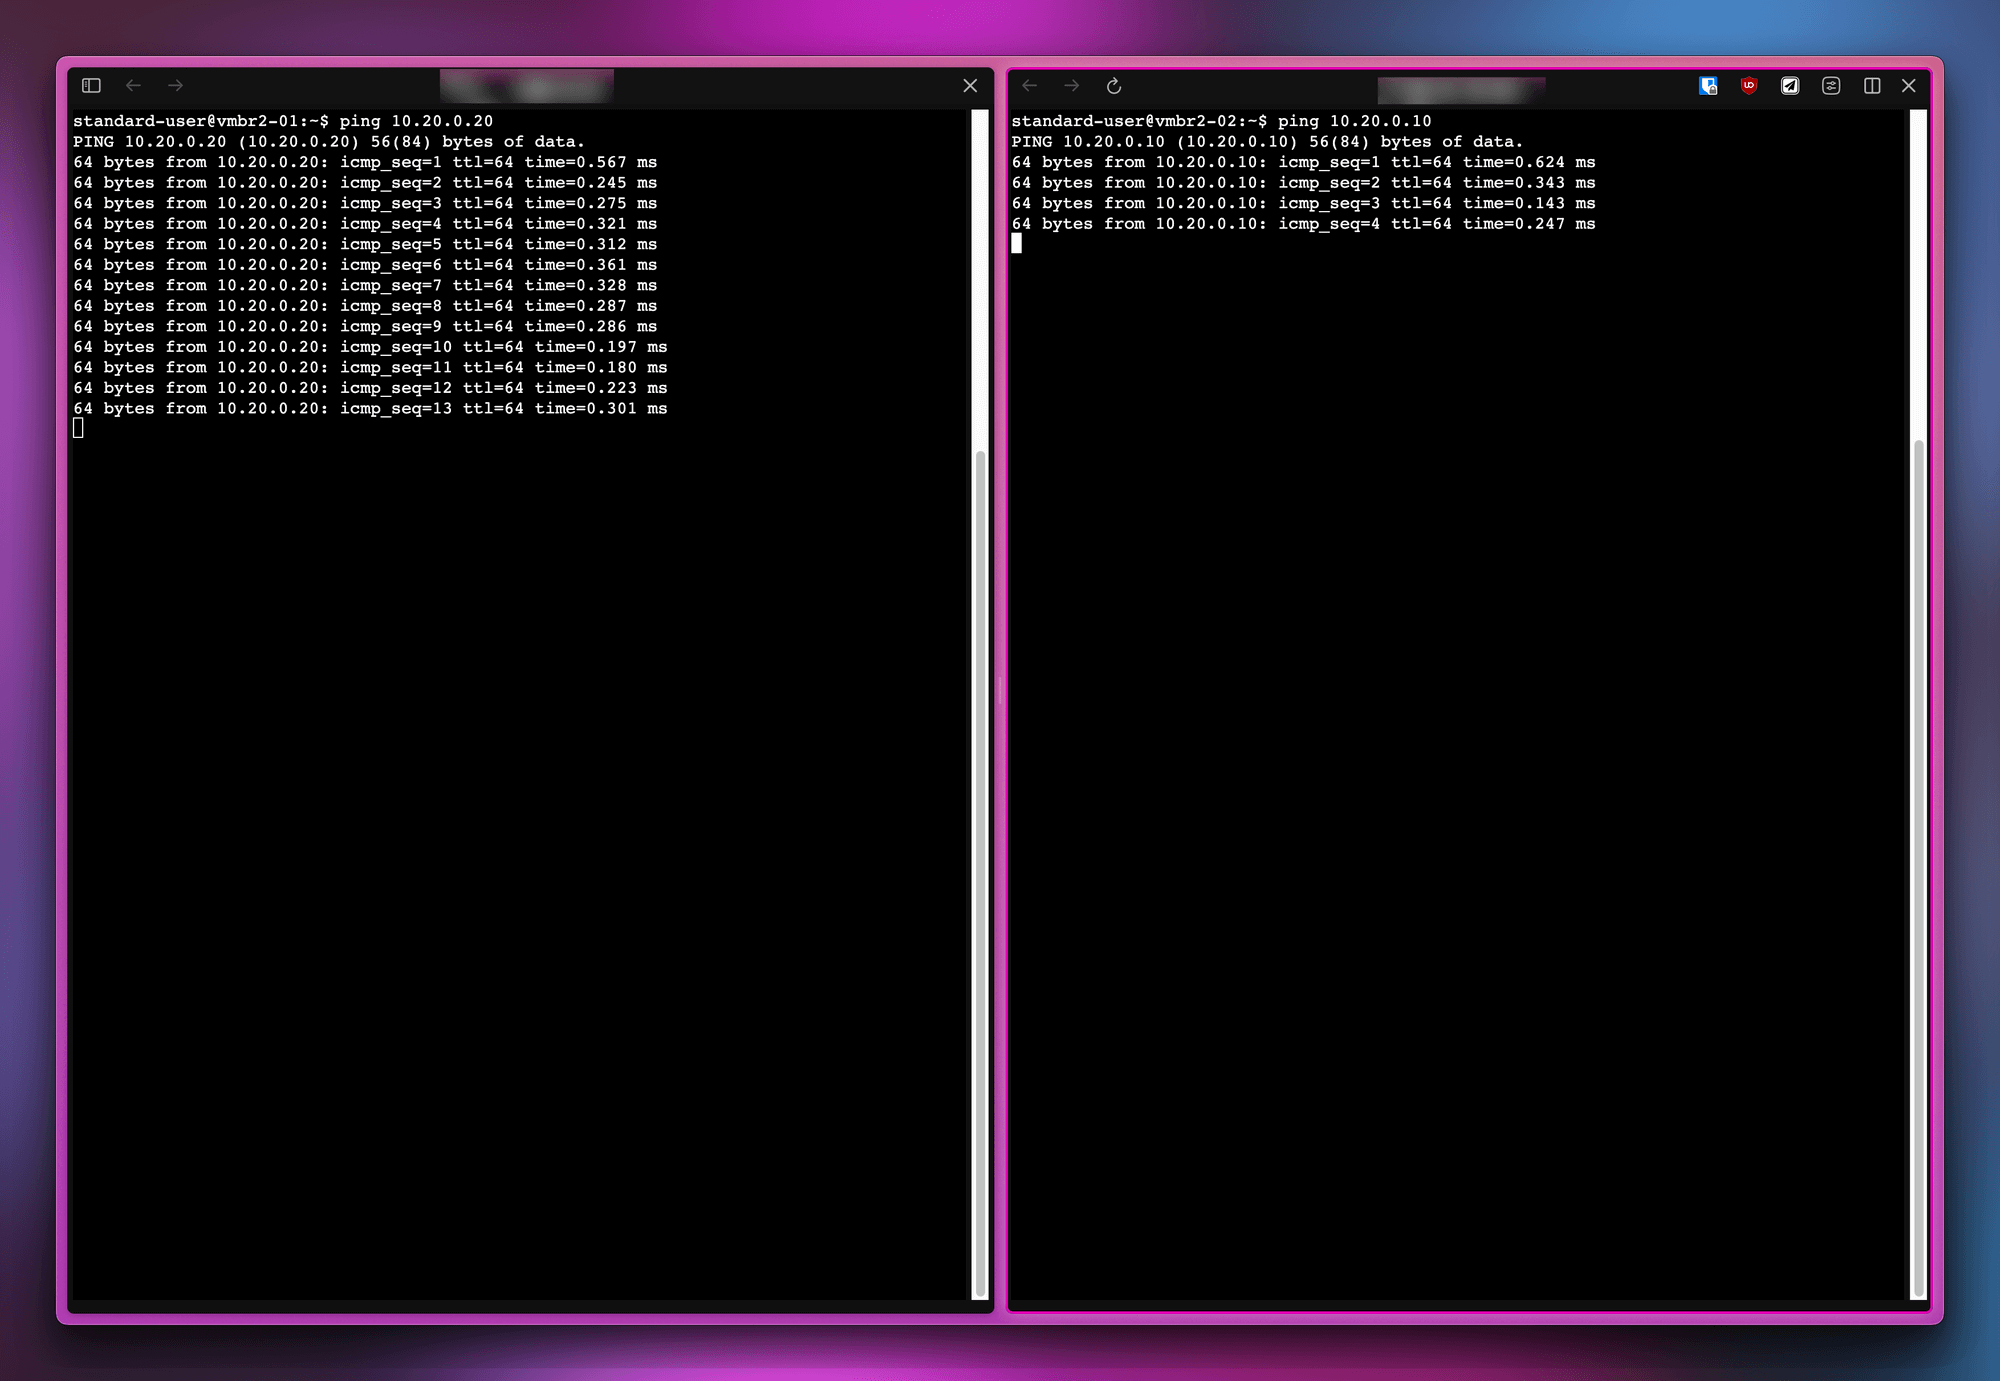 standard-user@vmbr2-01:~$ ping 10.20.0.20
PING 10.20.0.20 (10.20.0.20) 56(84) bytes of data.
64 bytes from 10.20.0.20: icmp_seq=1 ttl=64 time=0.567 ms
64 bytes from 10.20.0.20: icmp_seq=2 ttl=64 time=0.245 ms
64 bytes from 10.20.0.20: icmp_seq=3 ttl=64 time=0.275 ms
64 bytes from 10.20.0.20: icmp_seq=4 ttl=64 time=0.321 ms
64 bytes from 10.20.0.20: icmp_seq=5 ttl=64 time=0.312 ms
64 bytes from 10.20.0.20: icmp_seq=6 ttl=64 time=0.361 ms
64 bytes from 10.20.0.20: icmp_seq=7 ttl=64 time=0.328 ms
64 bytes from 10.20.0.20: icmp_seq=8 ttl=64 time=0.287 ms
64 bytes from 10.20.0.20: icmp_seq=9 ttl=64 time=0.286 ms
64 bytes from 10.20.0.20: icmp_seq=10 ttl=64 time=0.197 ms
64 bytes from 10.20.0.20: icmp_seq=11 ttl=64 time=0.180 ms
64 bytes from 10.20.0.20: icmp_seq=12 ttl=64 time=0.223 ms
64 bytes from 10.20.0.20: icmp_seq=13 ttl=64 time=0.301 ms
standard-user@vmbr2-02:~$ ping 10.20.0.10
PING 10.20.0.10 (10.20.0.10) 56(84) bytes of data.
64 bytes from 10.20.0.10: icmp_seq=1 ttl=64 time=0.624 ms
64 bytes from 10.20.0.10: icmp_seq=2 ttl=64 time=0.343 ms
64 bytes from 10.20.0.10: icmp_seq=3 ttl=64 time=0.143 ms
64 bytes from 10.20.0.10: icmp_seq=4 ttl=64 time=0.247 ms